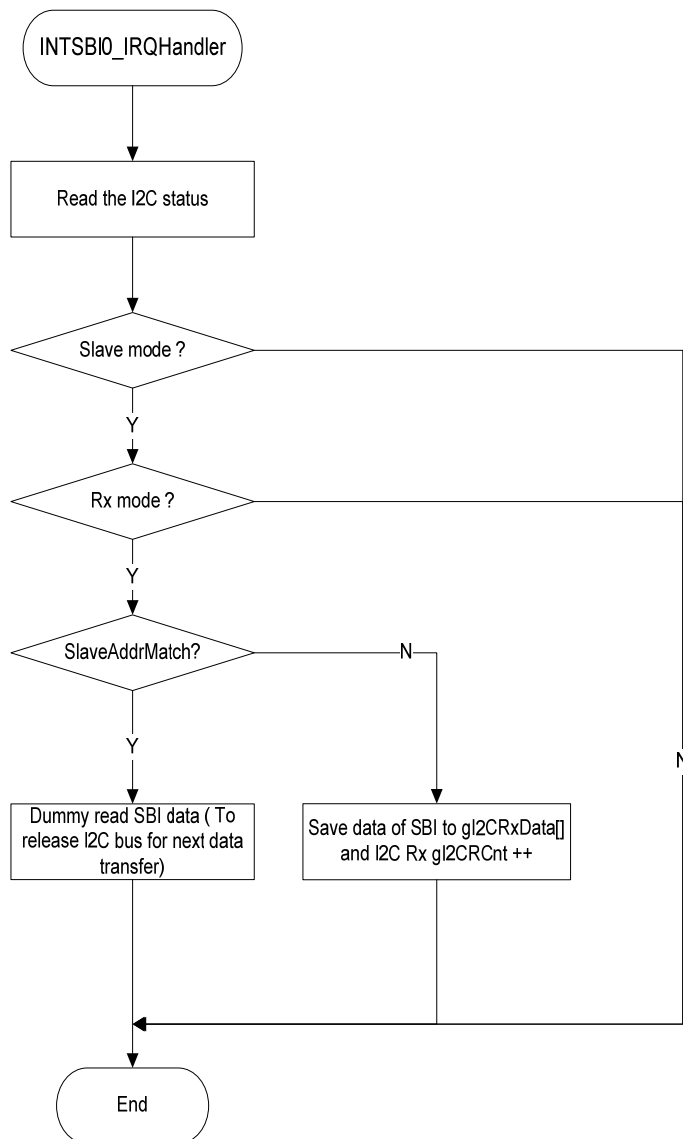 INTSBI0_IRQHandler
Read the I2C status
Slave mode ?
Y
Rx mode ?
Y
SlaveAddrMatch?
N
Y
N
Dummy read SBI data ( To
release I2C bus for next data
transfer)
Save data of SBI to gI2CRxData[]
and I2C Rx gI2CRCnt ++
End